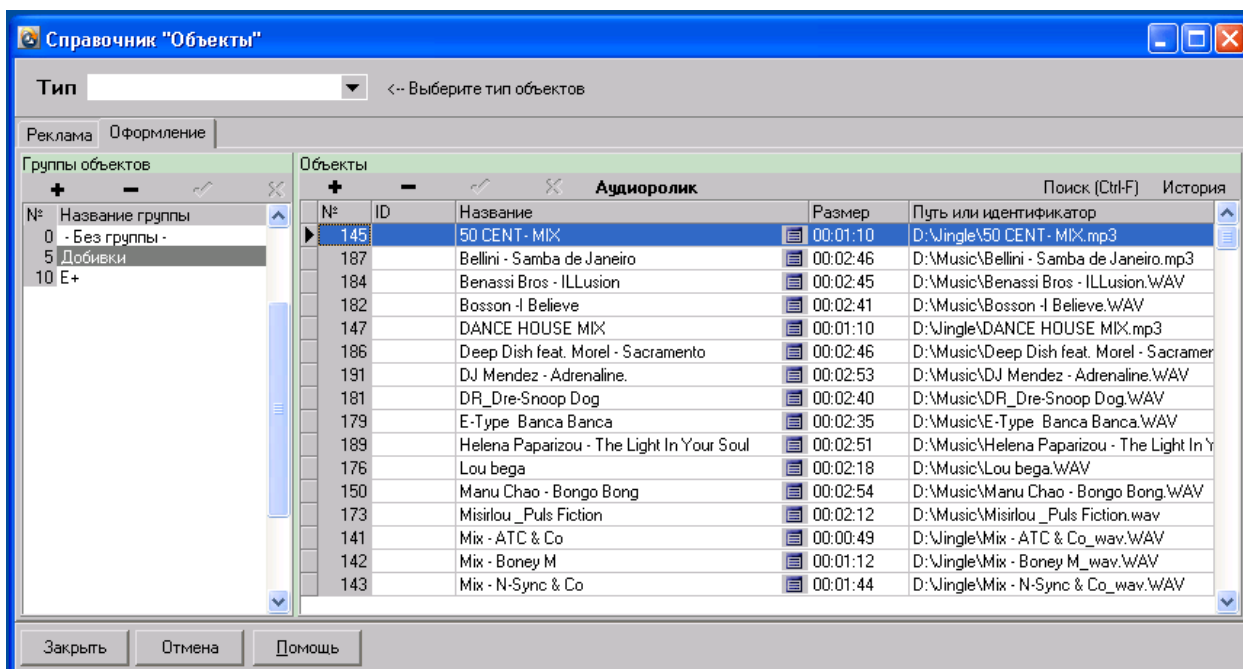 Справочник "Объекты"
Тип <-- Выберите тип объектов
Реклама Оформление
Группы объектов
№ Название группы
0 - Без группы -
5 Добивки
10 E+
Объекты
Аудиоролик Поиск (Ctrl-F) История
№ ID Название Размер Путь или идентификатор
145 50 CENT- MIX 00:01:10 D:\Jingle\50 CENT- MIX.mp3
187 Bellini - Samba de Janeiro 00:02:46 D:\Music\Bellini - Samba de Janeiro.mp3
184 Benassi Bros - ILLusion 00:02:45 D:\Music\Benassi Bros - ILLusion.WAV
182 Bosson -I Believe 00:02:41 D:\Music\Bosson -I Believe.WAV
147 DANCE HOUSE MIX 00:01:10 D:\Jingle\DANCE HOUSE MIX.mp3
186 Deep Dish feat. Morel - Sacramento 00:02:46 D:\Music\Deep Dish feat. Morel - Sacramer
191 DJ Mendez - Adrenaline. 00:02:53 D:\Music\DJ Mendez - Adrenaline.WAV
181 DR_Dre-Snoop Dog 00:02:40 D:\Music\DR_Dre-Snoop Dog.WAV
179 E-Type Banca Banca 00:02:35 D:\Music\E-Type Banca Banca.WAV
189 Helena Paparizou - The Light In Your Soul 00:02:51 D:\Music\Helena Paparizou - The Light In Y
176 Lou bega 00:02:18 D:\Music\Lou bega.WAV
150 Manu Chao - Bongo Bong 00:02:54 D:\Music\Manu Chao - Bongo Bong.WAV
173 Misirlou _Puls Fiction 00:02:12 D:\Music\Misirlou _Puls Fiction.wav
141 Mix - ATC & Co 00:00:49 D:\Jingle\Mix - ATC & Co_wav.WAV
142 Mix - Boney M 00:01:12 D:\Jingle\Mix - Boney M_wav.WAV
143 Mix - N-Sync & Co 00:01:44 D:\Jingle\Mix - N-Sync & Co_wav.WAV
Закрыть Отмена Помощь